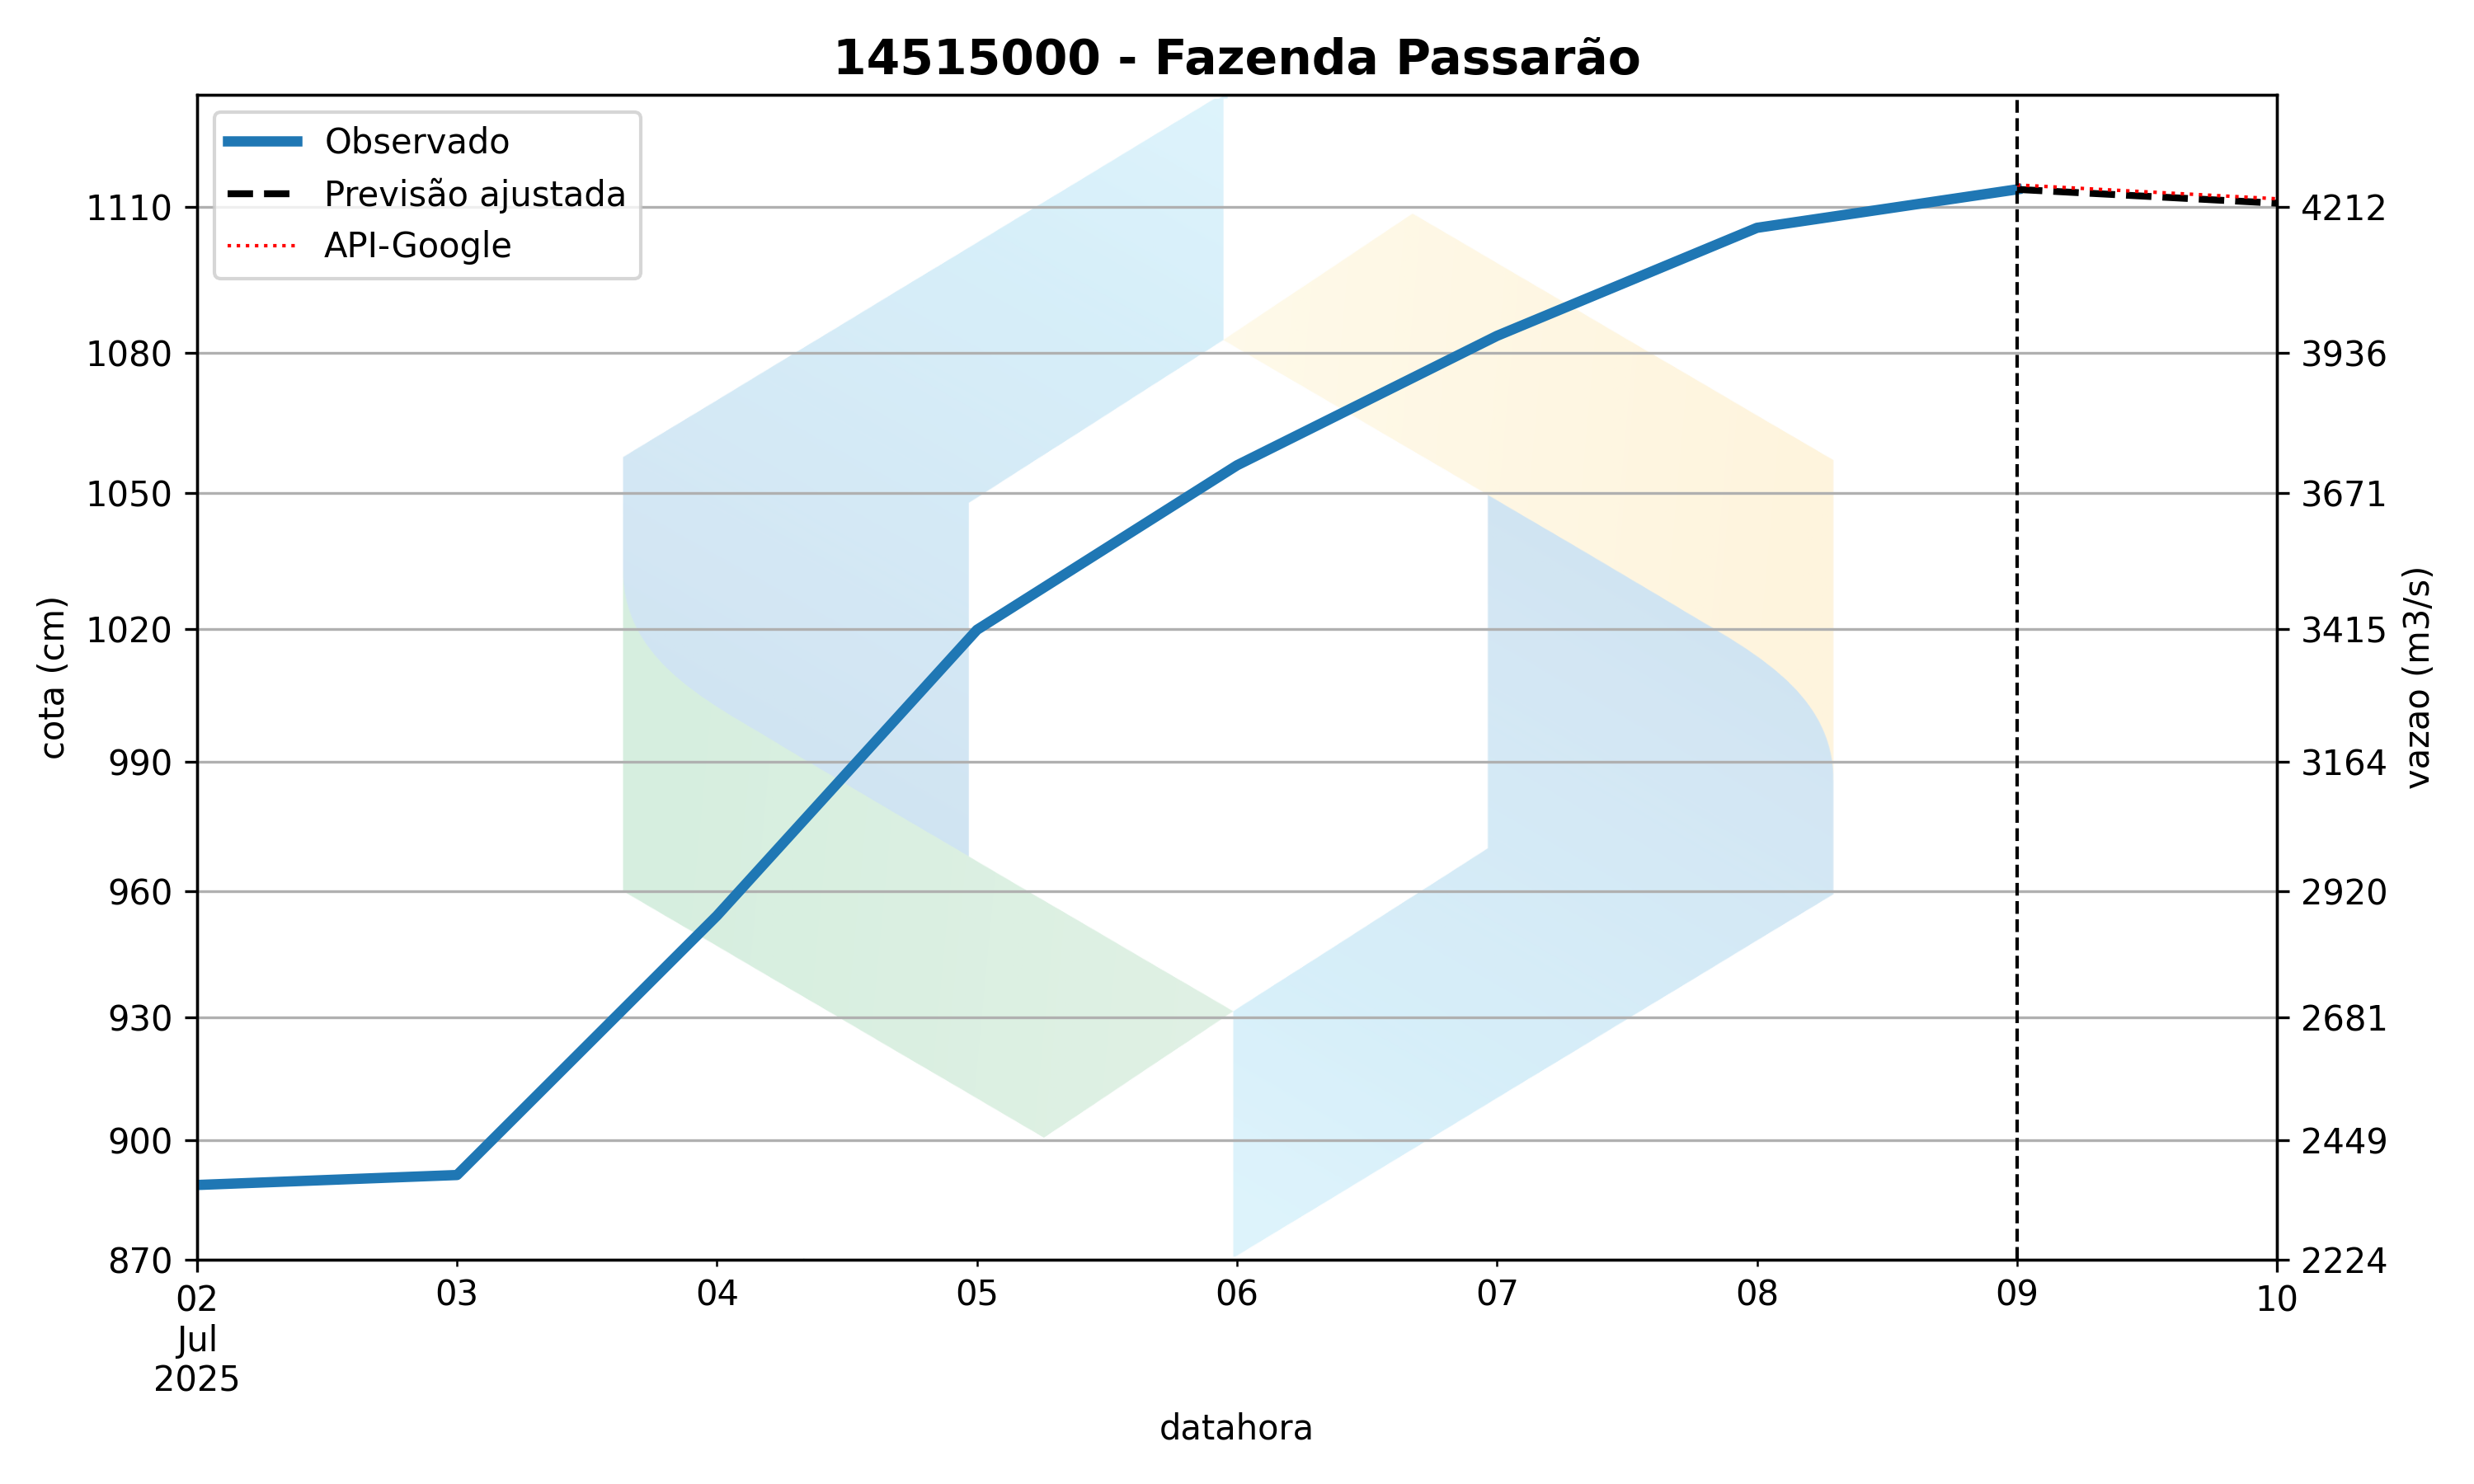 14515000 - Fazenda Passarão
Observado
Previsão ajustada
API-Google
1110
1080
1050
1020
990
960
930
900
870
cota (cm)
4212
3936
3671
3415
3164
2920
2681
2449
2224
vazao (m3/s)
02 03 04 05 06 07 08 09 10
Jul
2025
datahora